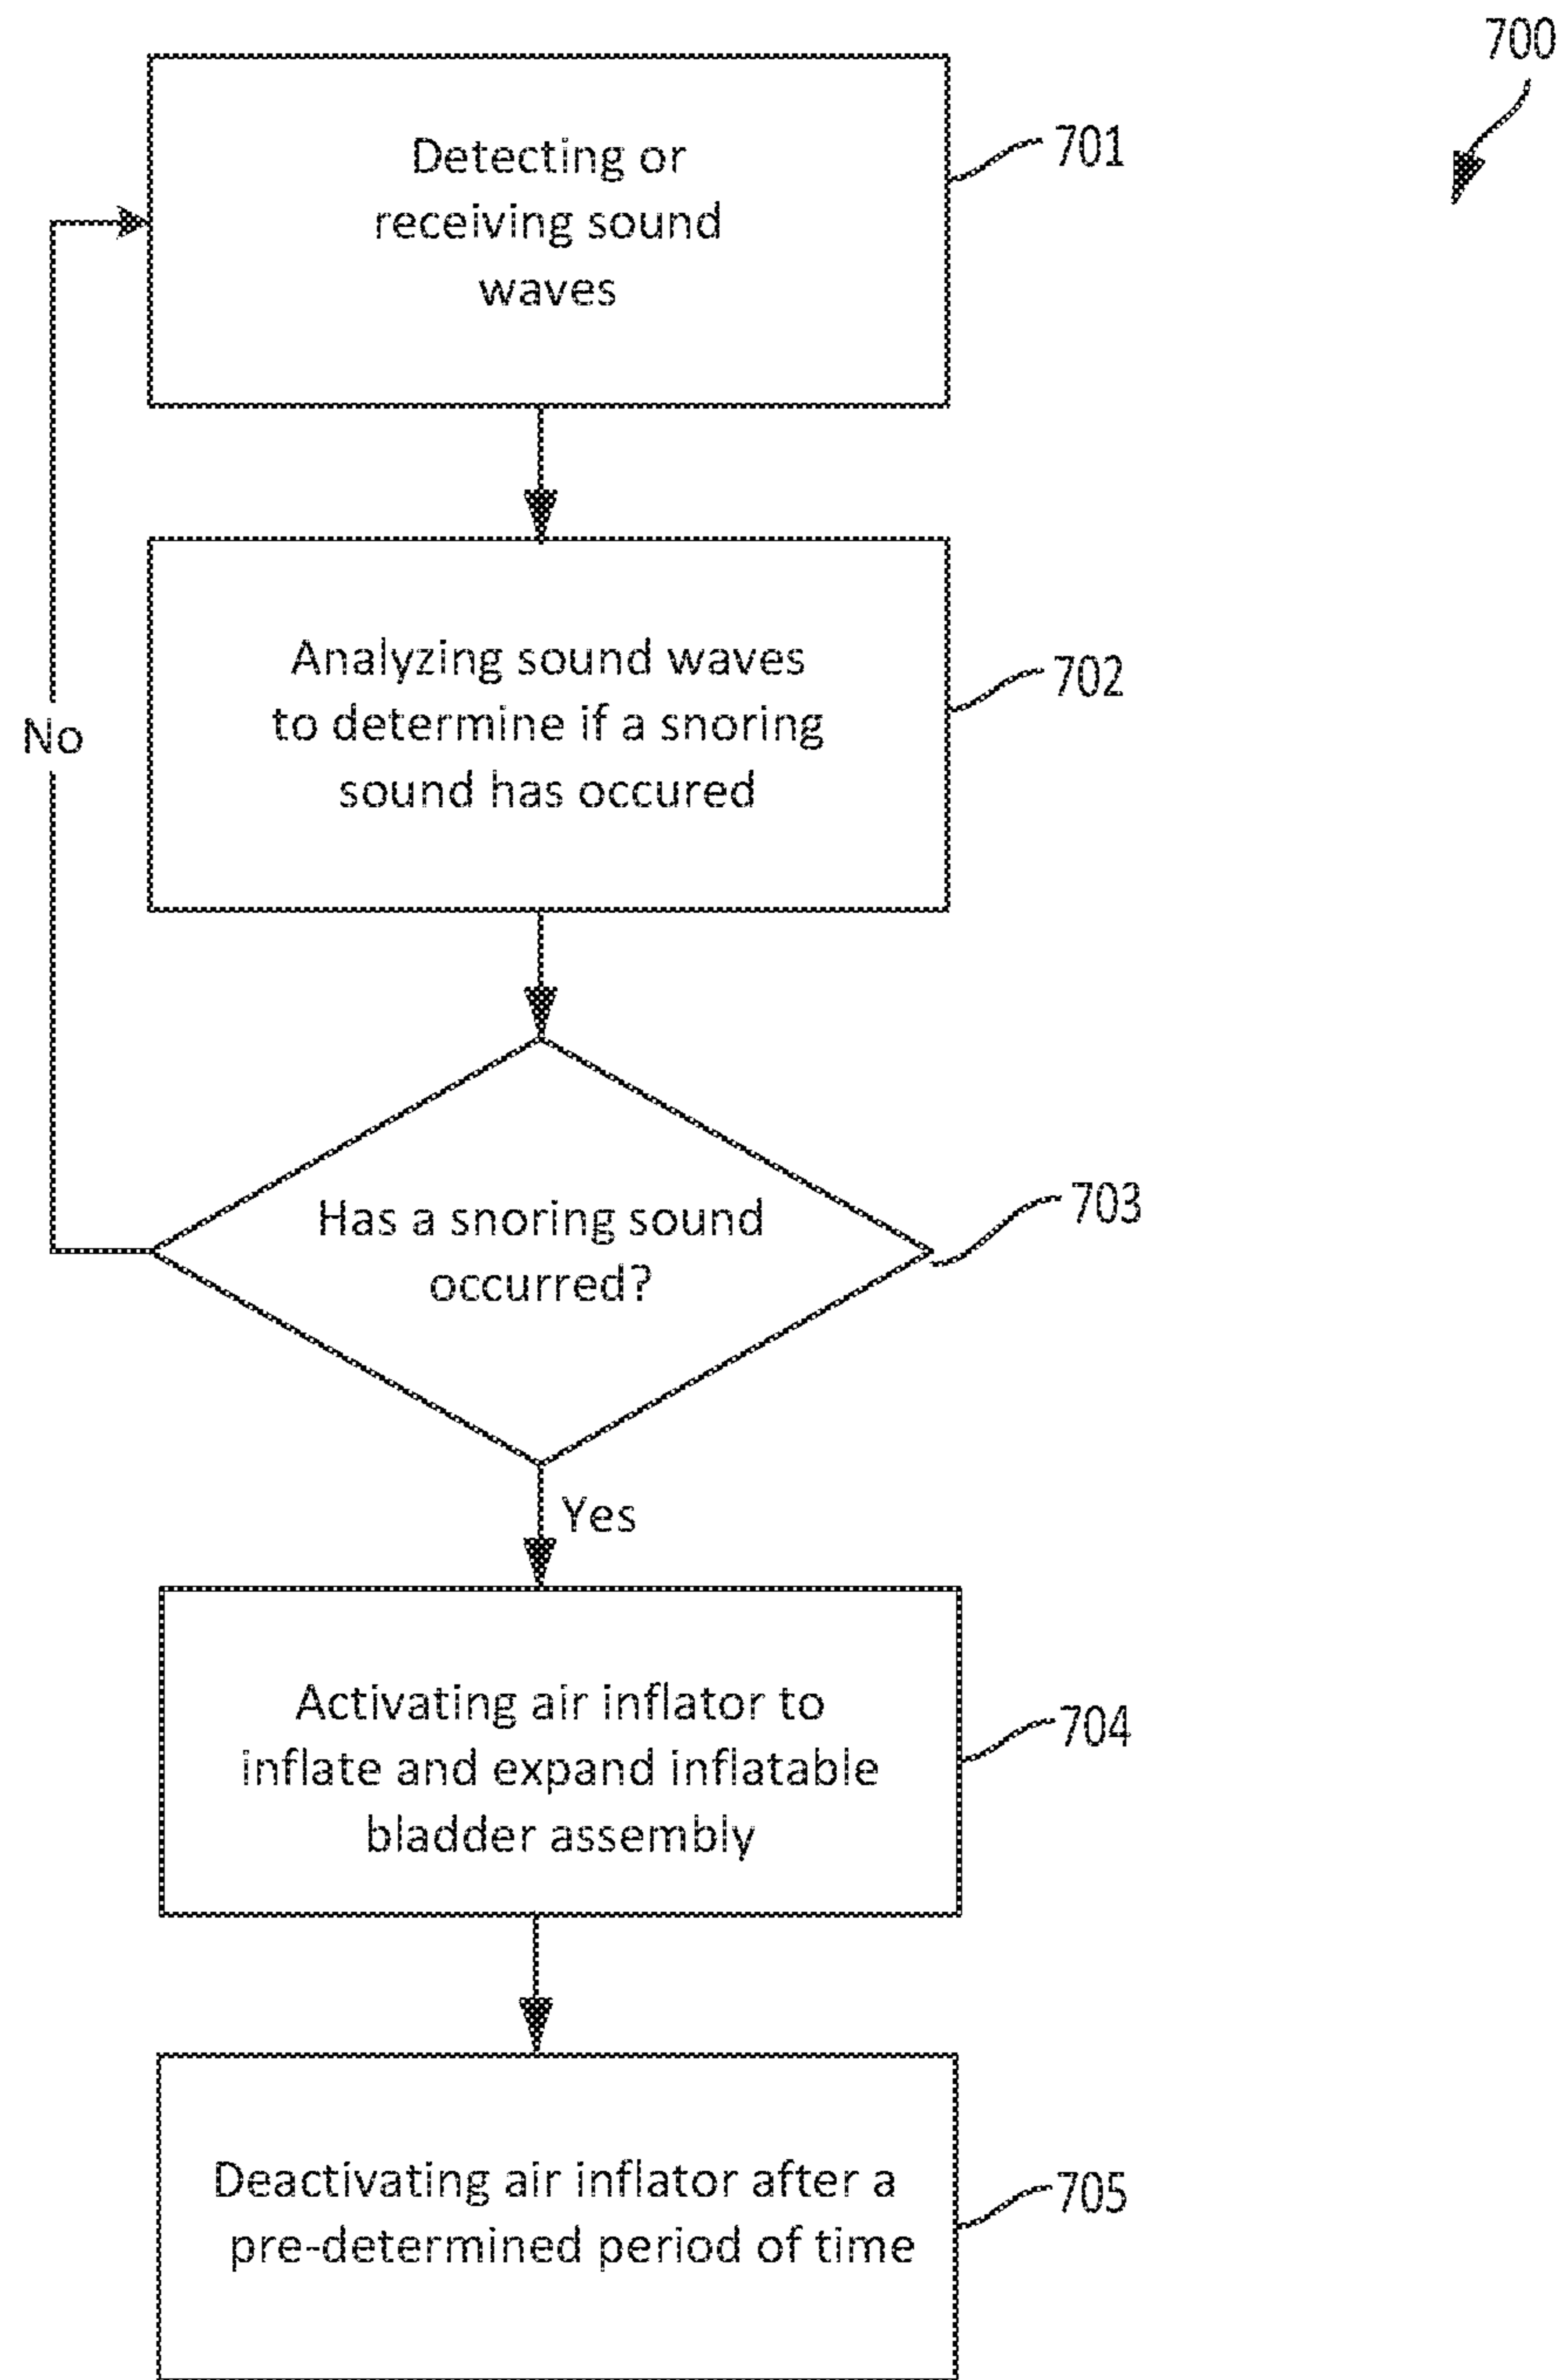 700
Detecting or
receiving sound
waves
701
Analyzing sound waves
to determine if a snoring
sound has occured
702
No
Has a snoring sound
occurred?
703
Yes
Activating air inflator to
inflate and expand inflatable
bladder assembly
704
Deactivating air inflator after a
pre-determined period of time
705